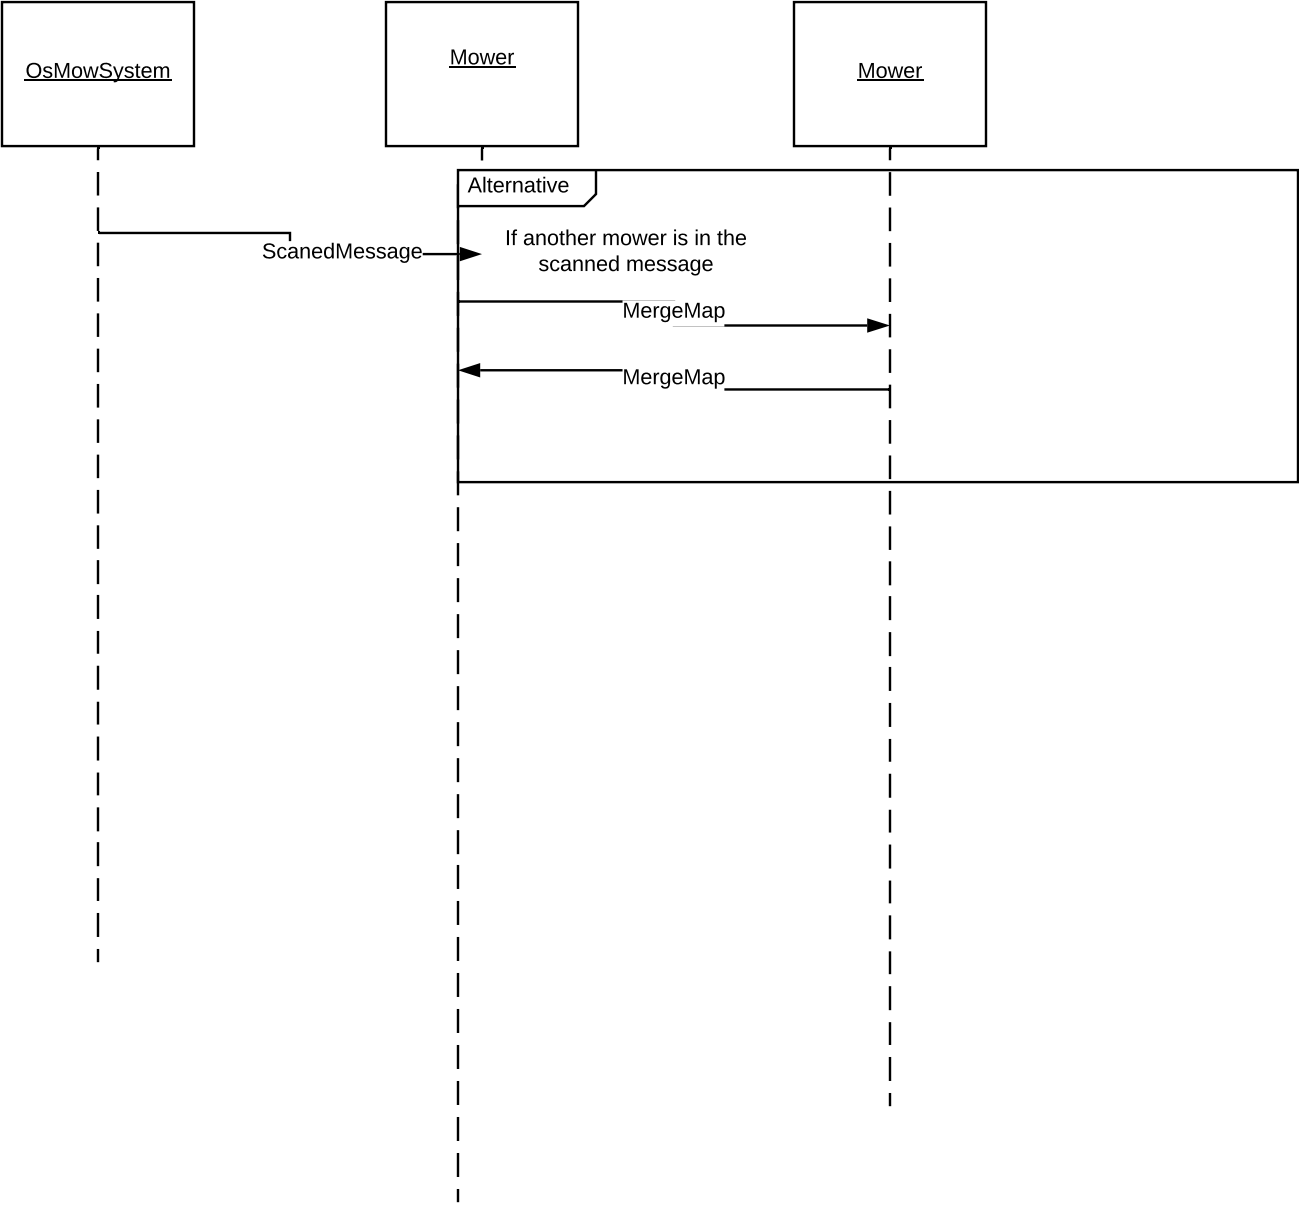 OsMowSystem
Mower
Mower
Alternative
If another mower is in the
scanned message
ScanedMessage
MergeMap
MergeMap